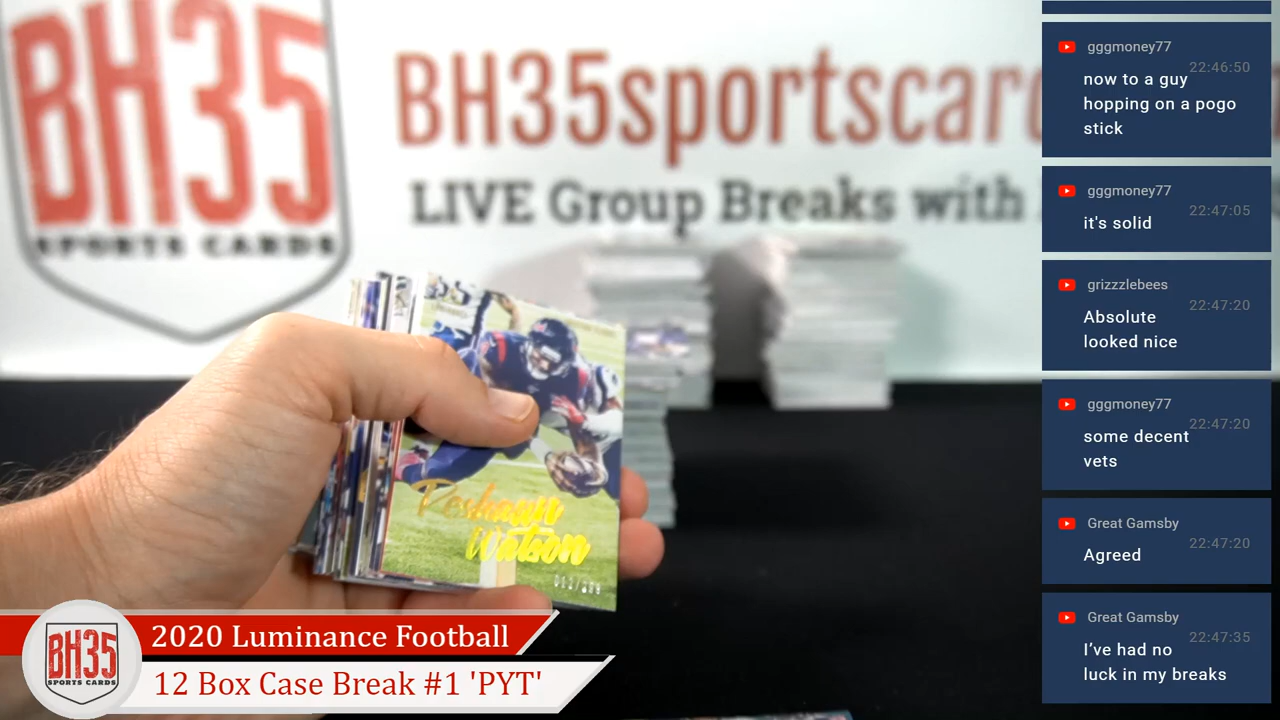 BH35
SPORTS CARDS
BH35sportscar
LIVE Group Breaks with
Deshaun
Watson
gggmoney77
22:46:50
now to a guy
hopping on a pogo
stick
gggmoney77
22:47:05
it's solid
grizzzlebees
22:47:20
Absolute
looked nice
gggmoney77
22:47:20
some decent
vets
Great Gamsby
22:47:20
Agreed
Great Gamsby
22:47:35
I've had no
luck in my breaks
BH35
SPORTS CARDS
2020 Luminance Football
12 Box Case Break #1 'PYT'